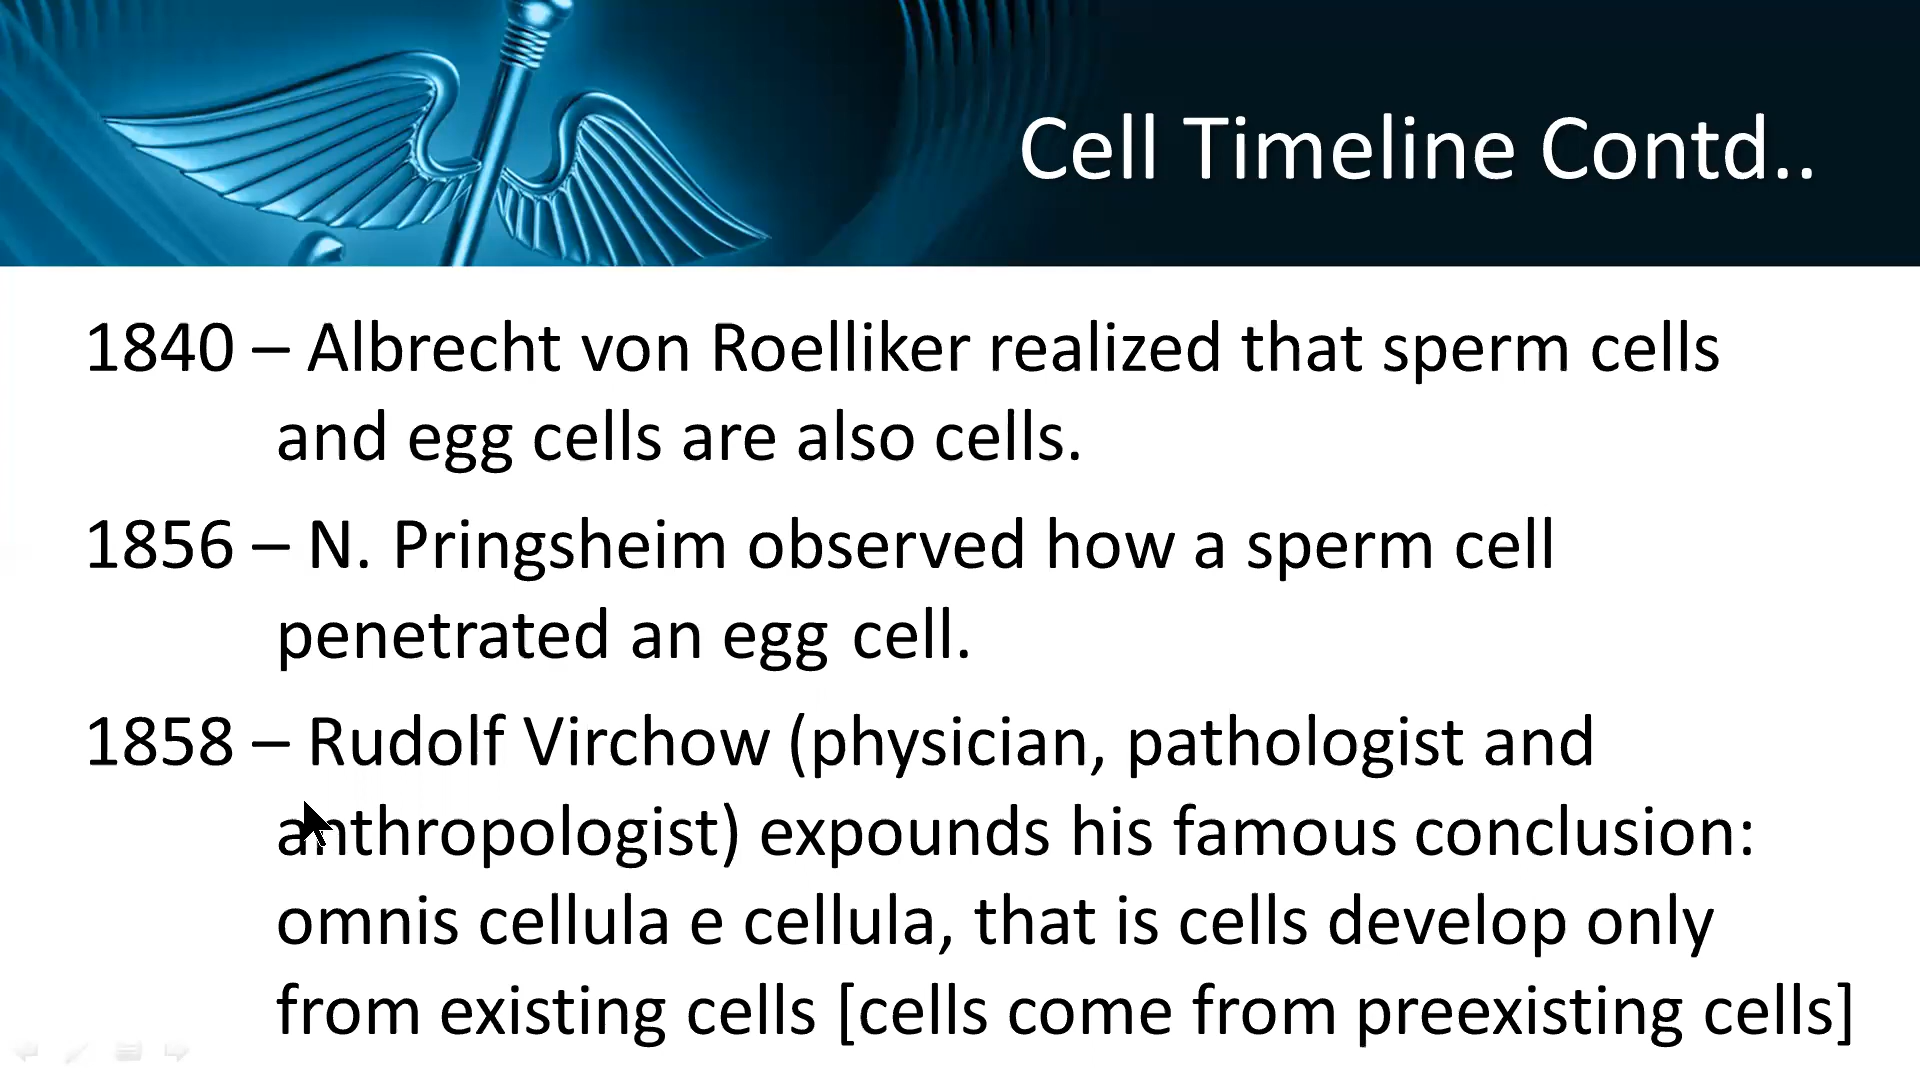 Cell Timeline Contd..
1840 – Albrecht von Roelliker realized that sperm cells
and egg cells are also cells.
1856 – N. Pringsheim observed how a sperm cell
penetrated an egg cell.
1858 – Rudolf Virchow (physician, pathologist and
anthropologist) expounds his famous conclusion:
omnis cellula e cellula, that is cells develop only
from existing cells [cells come from preexisting cells]